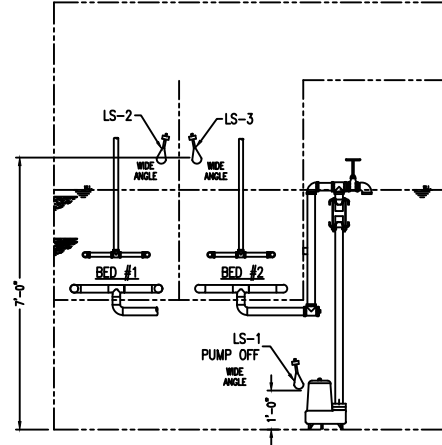 LS-2
LS-3
WIDE
ANGLE
WIDE
ANGLE
BED #1
BED #2
7'-0"
LS-1
PUMP OFF
WIDE
ANGLE
1'-0"